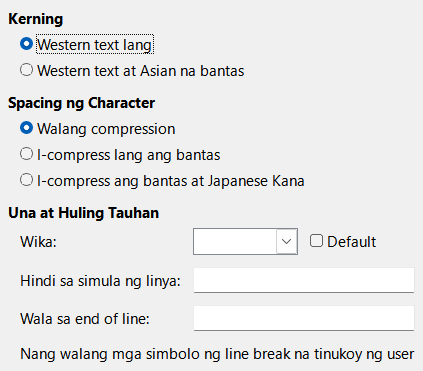 Kerning
Western text lang
Western text at Asian na bantas
Spacing ng Character
Walang compression
I-compress lang ang bantas
I-compress ang bantas at Japanese Kana
Una at Huling Tauhan
Wika: Default
Hindi sa simula ng linya:
Wala sa end of line:
Nang walang mga simbolo ng line break na tinukoy ng user